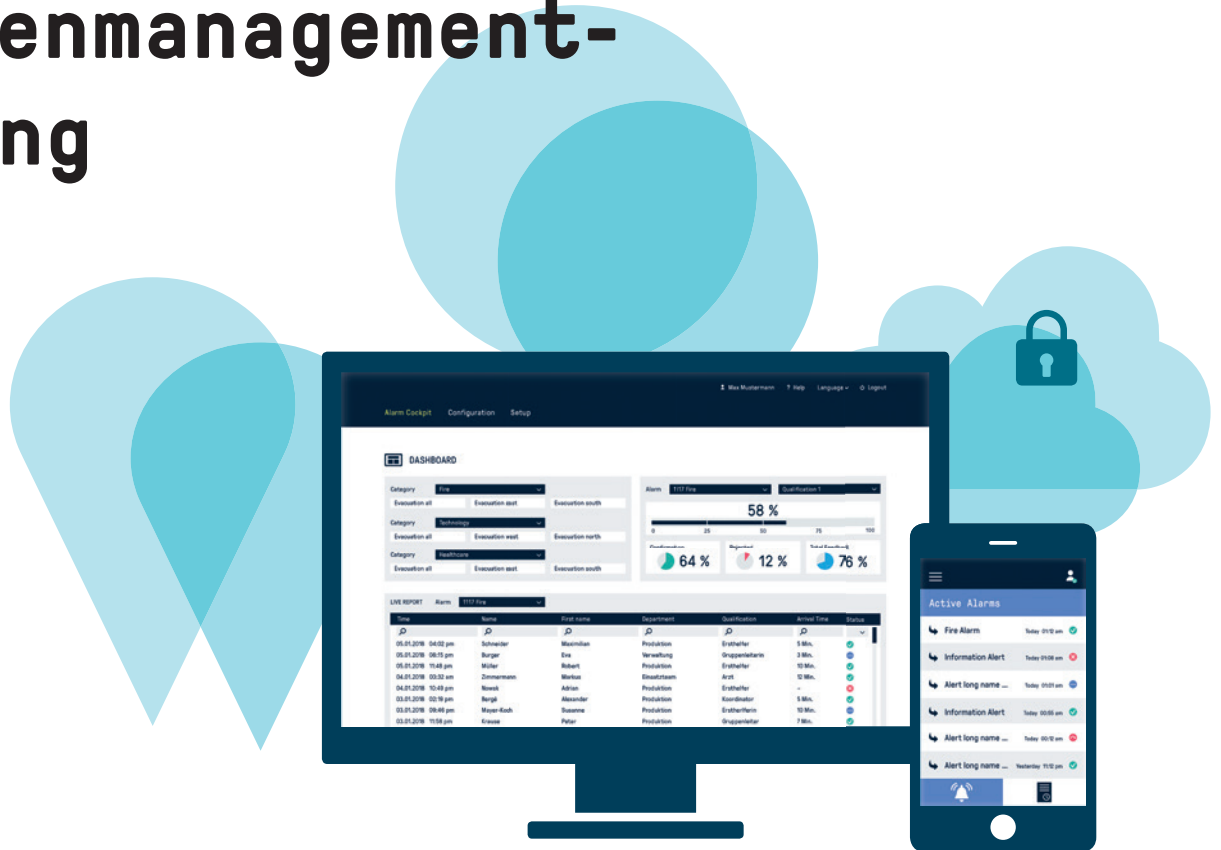 enmanagement-
ng
Max Mustermann ? Help Language Logout
Alarm Cockpit Configuration Setup
DASHBOARD
Category Fire
Evacuation all Evacuation east Evacuation south
Category Technology
Evacuation all Evacuation west Evacuation north
Category Healthcare
Evacuation all Evacuation east Evacuation south
Alarm 1117 Fire Qualification 1
58 %
0 25 50 75 100
64 % 12 % 76 %
LIVE REPORT Alarm 1117 Fire
Time Name First name Department Qualification Arrival Time Status
05.01.2018 04:02 pm Schneider Maximilian Produktion Ersthelfer 5 Min.
05.01.2018 06:15 pm Burger Eva Verwaltung Gruppenleiterin 3 Min.
05.01.2018 11:48 pm Müller Robert Produktion Ersthelfer 10 Min.
04.01.2018 03:32 am Zimmermann Markus Einsatzteam Arzt 12 Min.
04.01.2018 10:49 pm Nowak Adrian Produktion Ersthelfer -
03.01.2018 02:19 pm Bergé Alexander Produktion Koordinator 5 Min.
03.01.2018 09:46 pm Mayer-Koch Susanne Produktion 10 Min.
03.01.2018 11:58 pm Krause Peter Produktion Gruppenleiter 7 Min.
Active Alarms
Fire Alarm Today 01:12 am
Information Alert Today 01:09 am
Alert long name ... Today 01:01 am
Information Alert Today 00:55 am
Alert long name ... Today 00:12 am
Alert long name ... Yesterday 11:12 pm